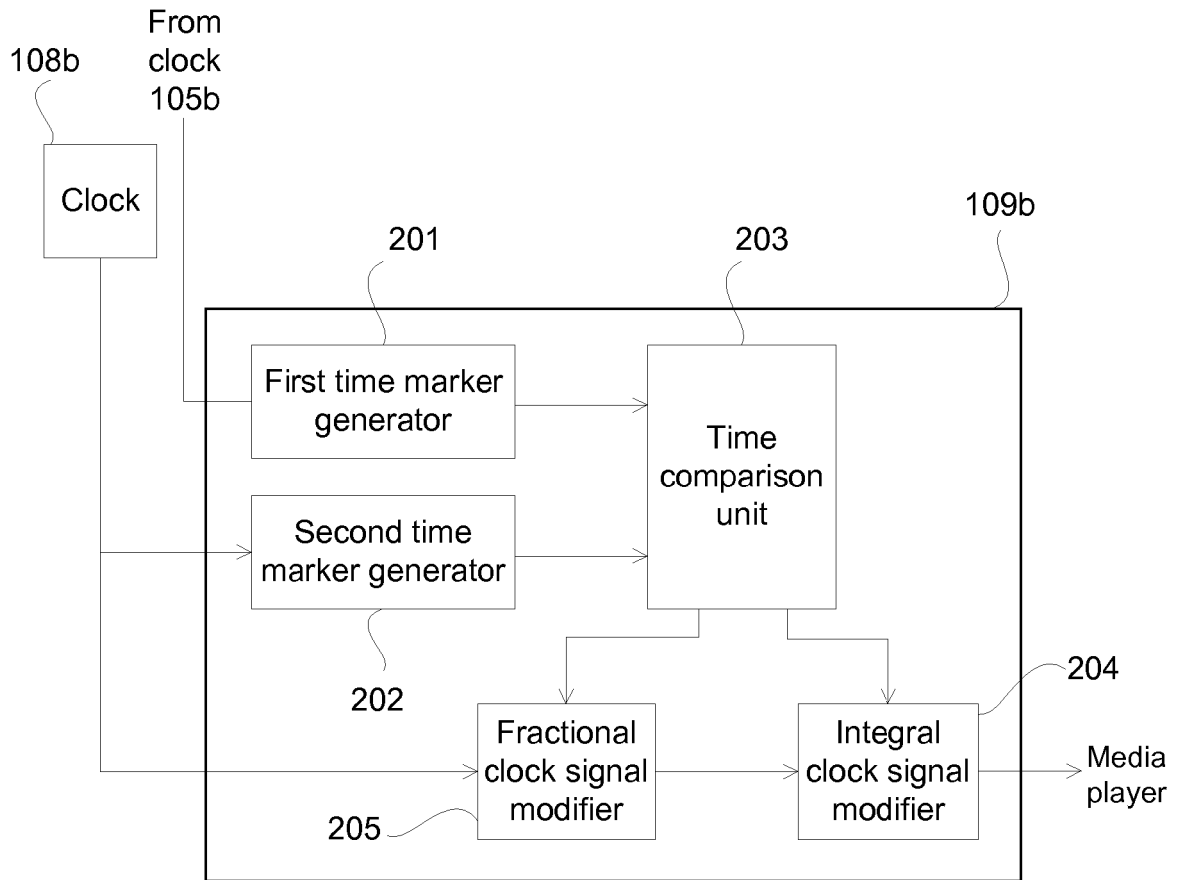 108b
From
clock
105b
Clock
109b
201
203
First time marker
generator
Time
comparison
unit
Second time
marker generator
202
204
Fractional
clock signal
modifier
Integral
clock signal
modifier
Media
player
205